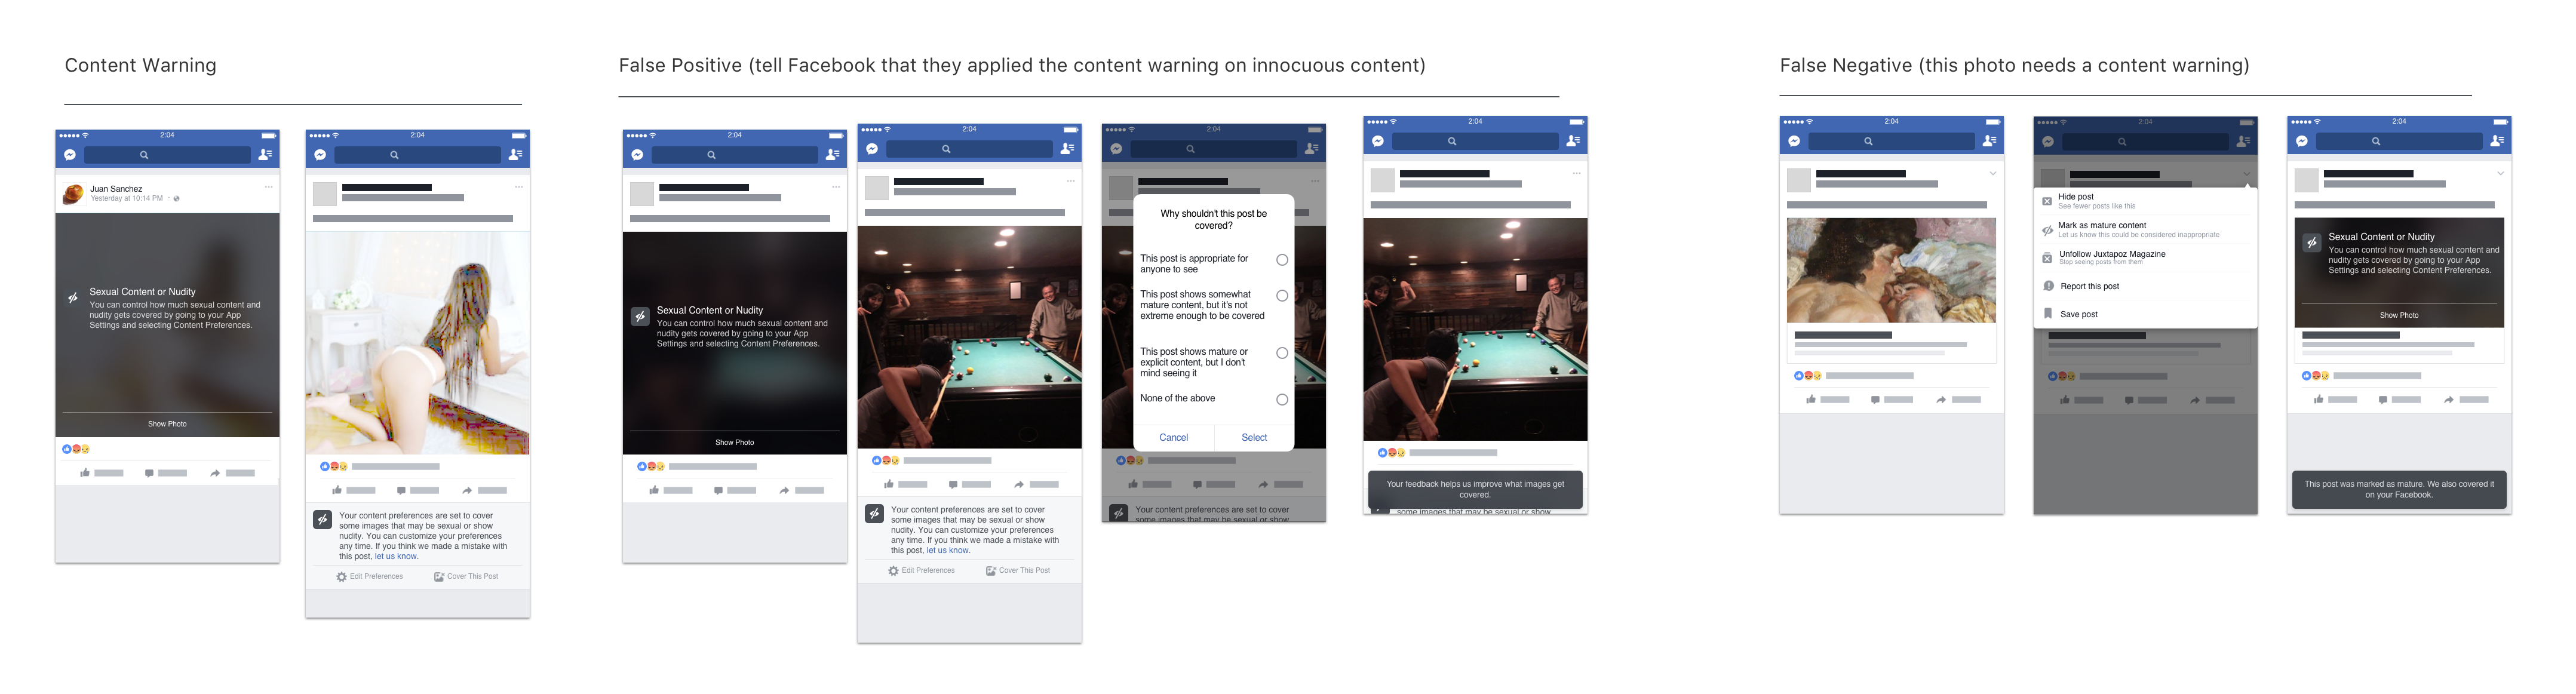 Content Warning
2:04
Juan Sanchez
Yesterday at 10:14 PM ·
Sexual Content or Nudity
You can control how much sexual content and
nudity gets covered by going to your App
Settings and selecting Content Preferences.
Show Photo
2:04
Your content preferences are set to cover
some images that may be sexual or show
nudity. You can customize your preferences
any time. If you think we made a mistake with
this post, let us know.
Edit Preferences
Cover This Post
False Positive (tell Facebook that they applied the content warning on innocuous content)
2:04
Sexual Content or Nudity
You can control how much sexual content and
nudity gets covered by going to your App
Settings and selecting Content Preferences.
Show Photo
2:04
Your content preferences are set to cover
some images that may be sexual or show
nudity. You can customize your preferences
any time. If you think we made a mistake with
this post, let us know.
Edit Preferences
Cover This Post
2:04
Why shouldn't this post be
covered?
This post is appropriate for
anyone to see
This post shows somewhat
mature content, but it's not
extreme enough to be covered
This post shows mature or
explicit content, but I don't
mind seeing it
None of the above
Cancel
Select
Your content preferences are set to cover
some images that may be sexual or show
2:04
Your feedback helps us improve what images get
covered.
some images that may be sexual or show
False Negative (this photo needs a content warning)
2:04
2:04
Hide post
See fewer posts like this
Mark as mature content
Let us know this could be considered inappropriate
Unfollow Juxtapoz Magazine
Stop seeing posts from them
Report this post
Save post
2:04
Sexual Content or Nudity
You can control how much sexual content and
nudity gets covered by going to your App
Settings and selecting Content Preferences.
Show Photo
This post was marked as mature. We also covered it
on your Facebook.